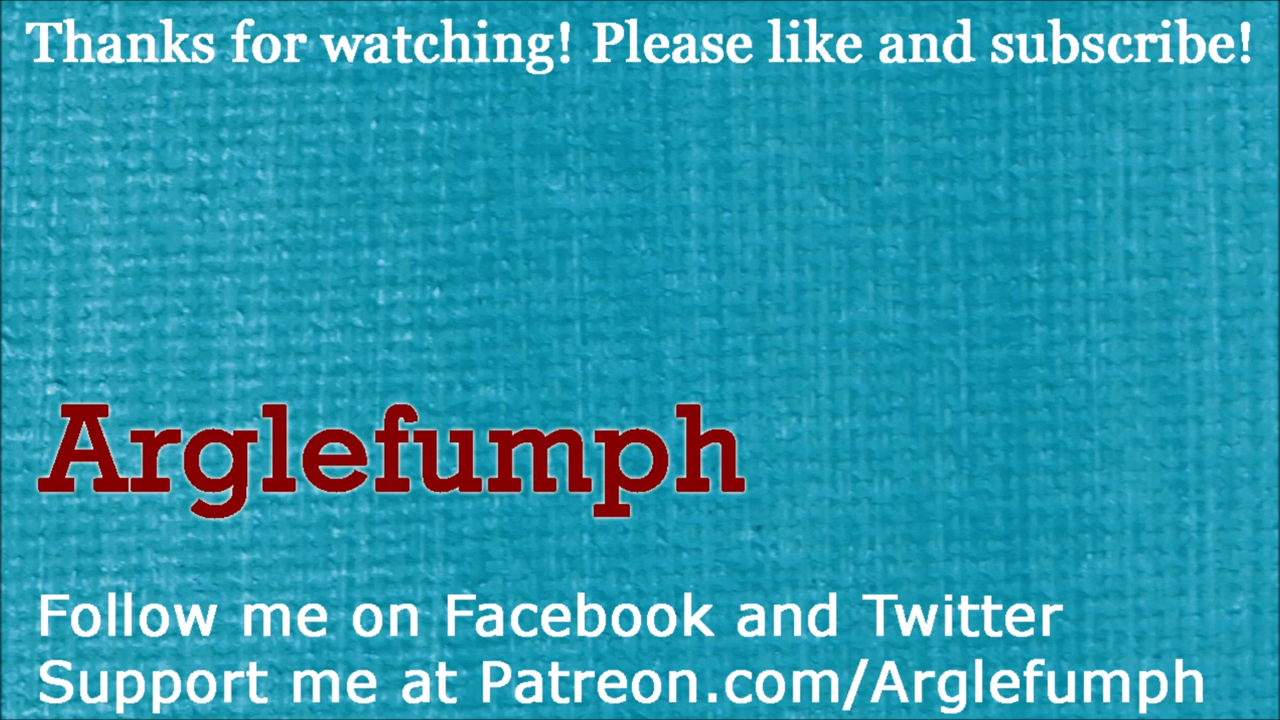 Thanks for watching! Please like and subscribe!
Arglefumph
Follow me on Facebook and Twitter
Support me at Patreon.com/Arglefumph